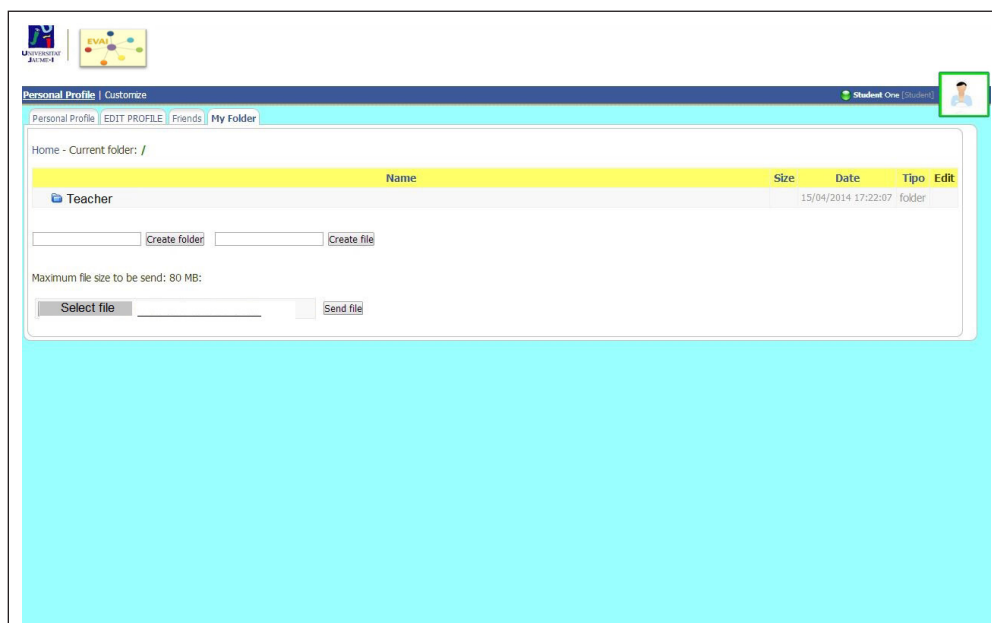 UNIVERSITAT
JAUME·I
EVAI
Personal Profile | Customize
Student One [Student]
Personal Profile
EDIT PROFILE
Friends
My Folder
Home - Current folder: /
Name Size Date Tipo Edit
Teacher 15/04/2014 17:22:07 folder
Create folder Create file
Maximum file size to be send: 80 MB:
Select file Send file